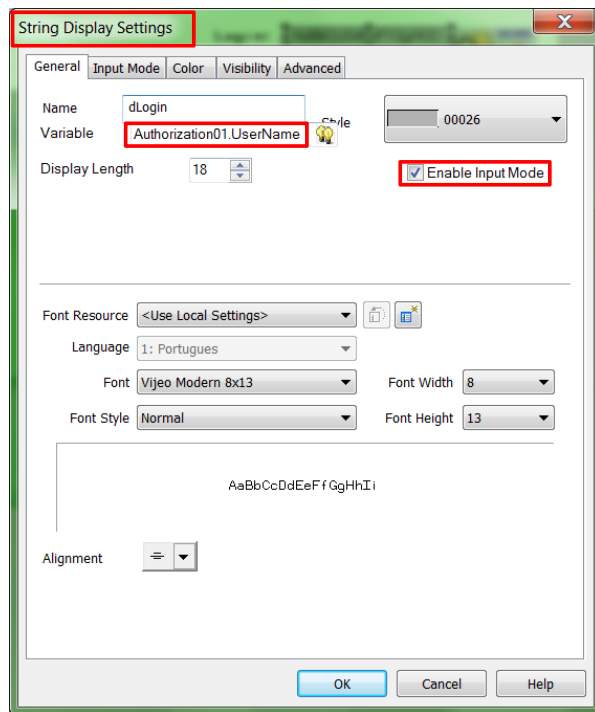 String Display Settings
General Input Mode Color Visibility Advanced
Name dLogin
Style 00026
Variable Authorization01.UserName
Display Length 18
Enable Input Mode
Font Resource <Use Local Settings>
Language 1: Portugues
Font Vijeo Modern 8x13 Font Width 8
Font Style Normal Font Height 13
AaBbCcDdEeFfGgHhIi
Alignment
OK Cancel Help